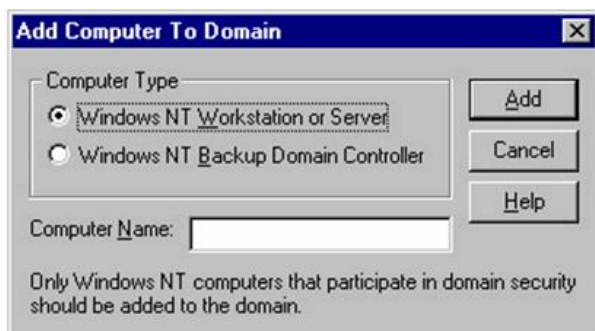 Add Computer To Domain
Computer Type
Windows NT Workstation or Server
Windows NT Backup Domain Controller
Add
Cancel
Help
Computer Name:
Only Windows NT computers that participate in domain security
should be added to the domain.